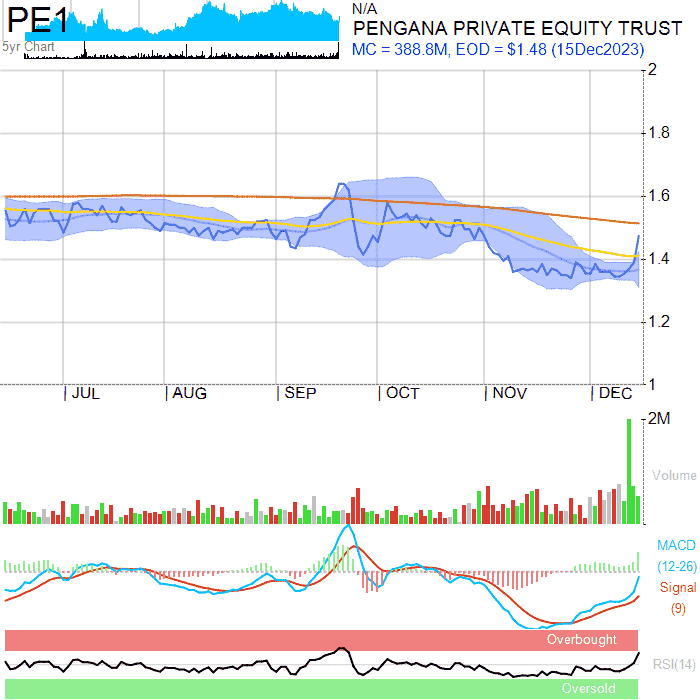 PE1
5yr Chart
N/A
PENGANA PRIVATE EQUITY TRUST
MC = 388.8M, EOD = $1.48 (15Dec2023)
2
1.8
1.6
1.4
1.2
1
JUL AUG SEP OCT NOV DEC
2M
Volume
MACD
(12-26)
Signal
(9)
Overbought
RSI(14)
Oversold